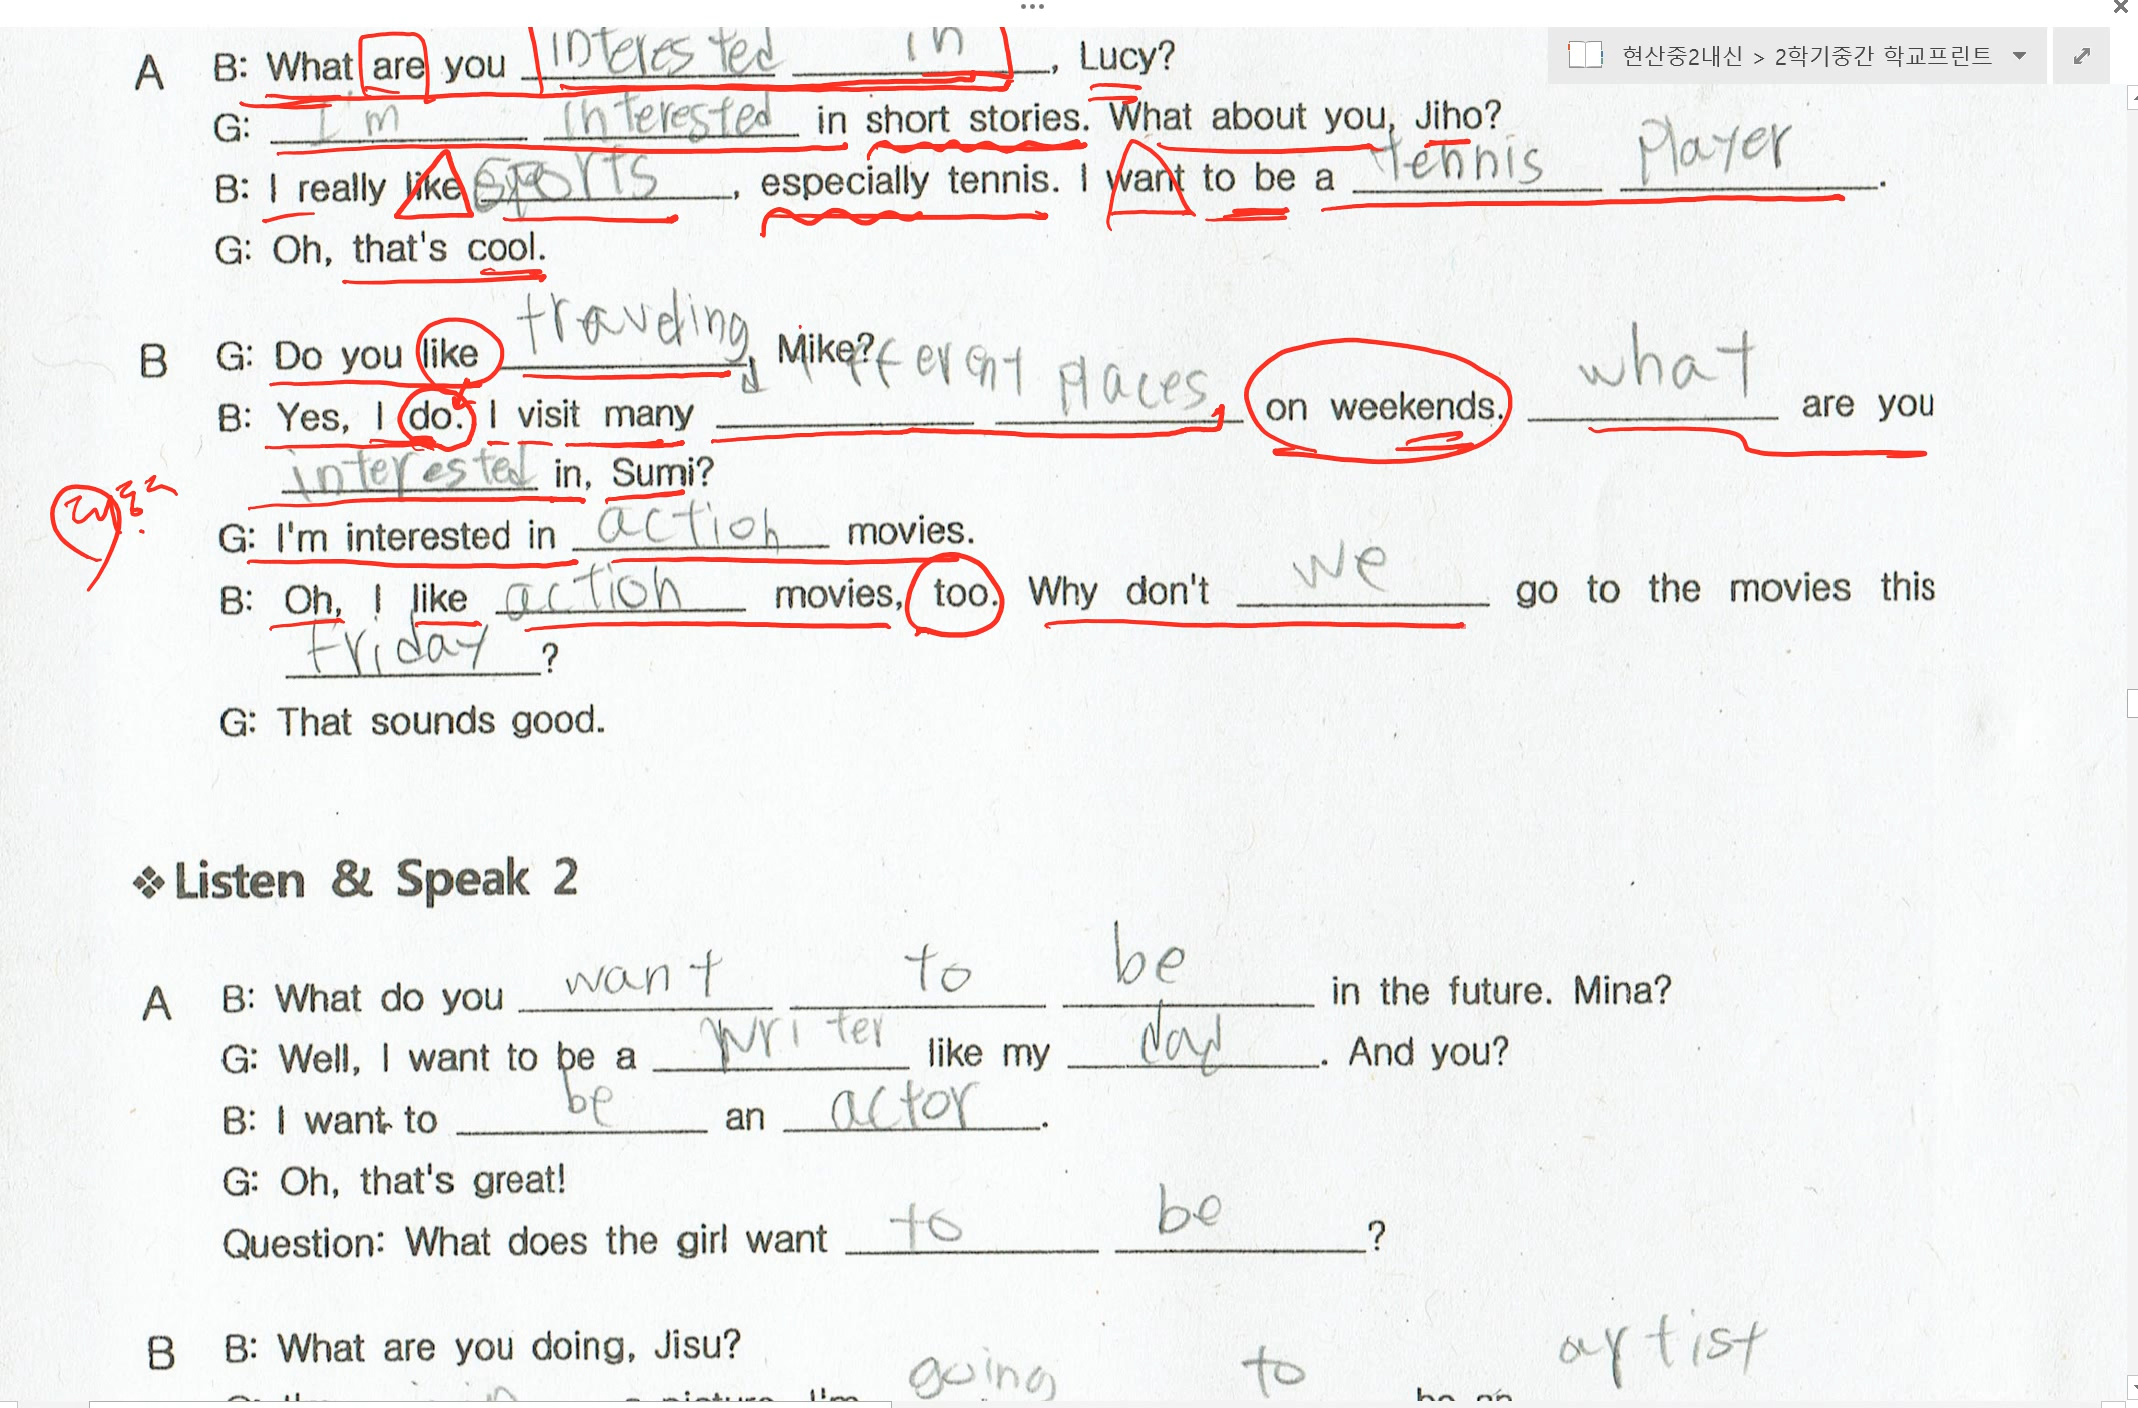 현산중2내신 > 2학기중간 학교프린트
A B: What are you interested in, Lucy?
G: I'm interested in short stories. What about you, Jiho?
B: I really like sports, especially tennis. I want to be a tennis player.
G: Oh, that's cool.
B G: Do you like traveling, Mike?
B: Yes, I do. I visit many different places on weekends. what are you
interested in, Sumi?
G: I'm interested in action movies.
B: Oh, I like action movies, too. Why don't we go to the movies this
friday?
G: That sounds good.
❖ Listen & Speak 2
A B: What do you want to be in the future. Mina?
G: Well, I want to be a writer like my dad. And you?
B: I want to be an actor.
G: Oh, that's great!
Question: What does the girl want to be?
B B: What are you doing, Jisu?
going to be an artist